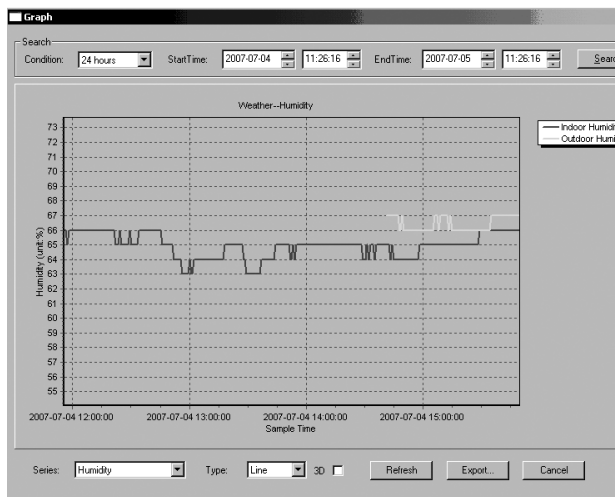 Graph
Search
Condition: 24 hours StartTime: 2007-07-04 11:26:16 EndTime: 2007-07-05 11:26:16
Weather--Humidity
Indoor
Outdoor
73
72
71
70
69
68
67
66
65
64
63
62
61
60
59
58
57
56
55
Humidity (unit:%)
2007-07-04 12:00:00 2007-07-04 13:00:00 2007-07-04 14:00:00 2007-07-04 15:00:00
Sample Time
Series: Humidity Type: Line 3D Refresh Export... Cancel